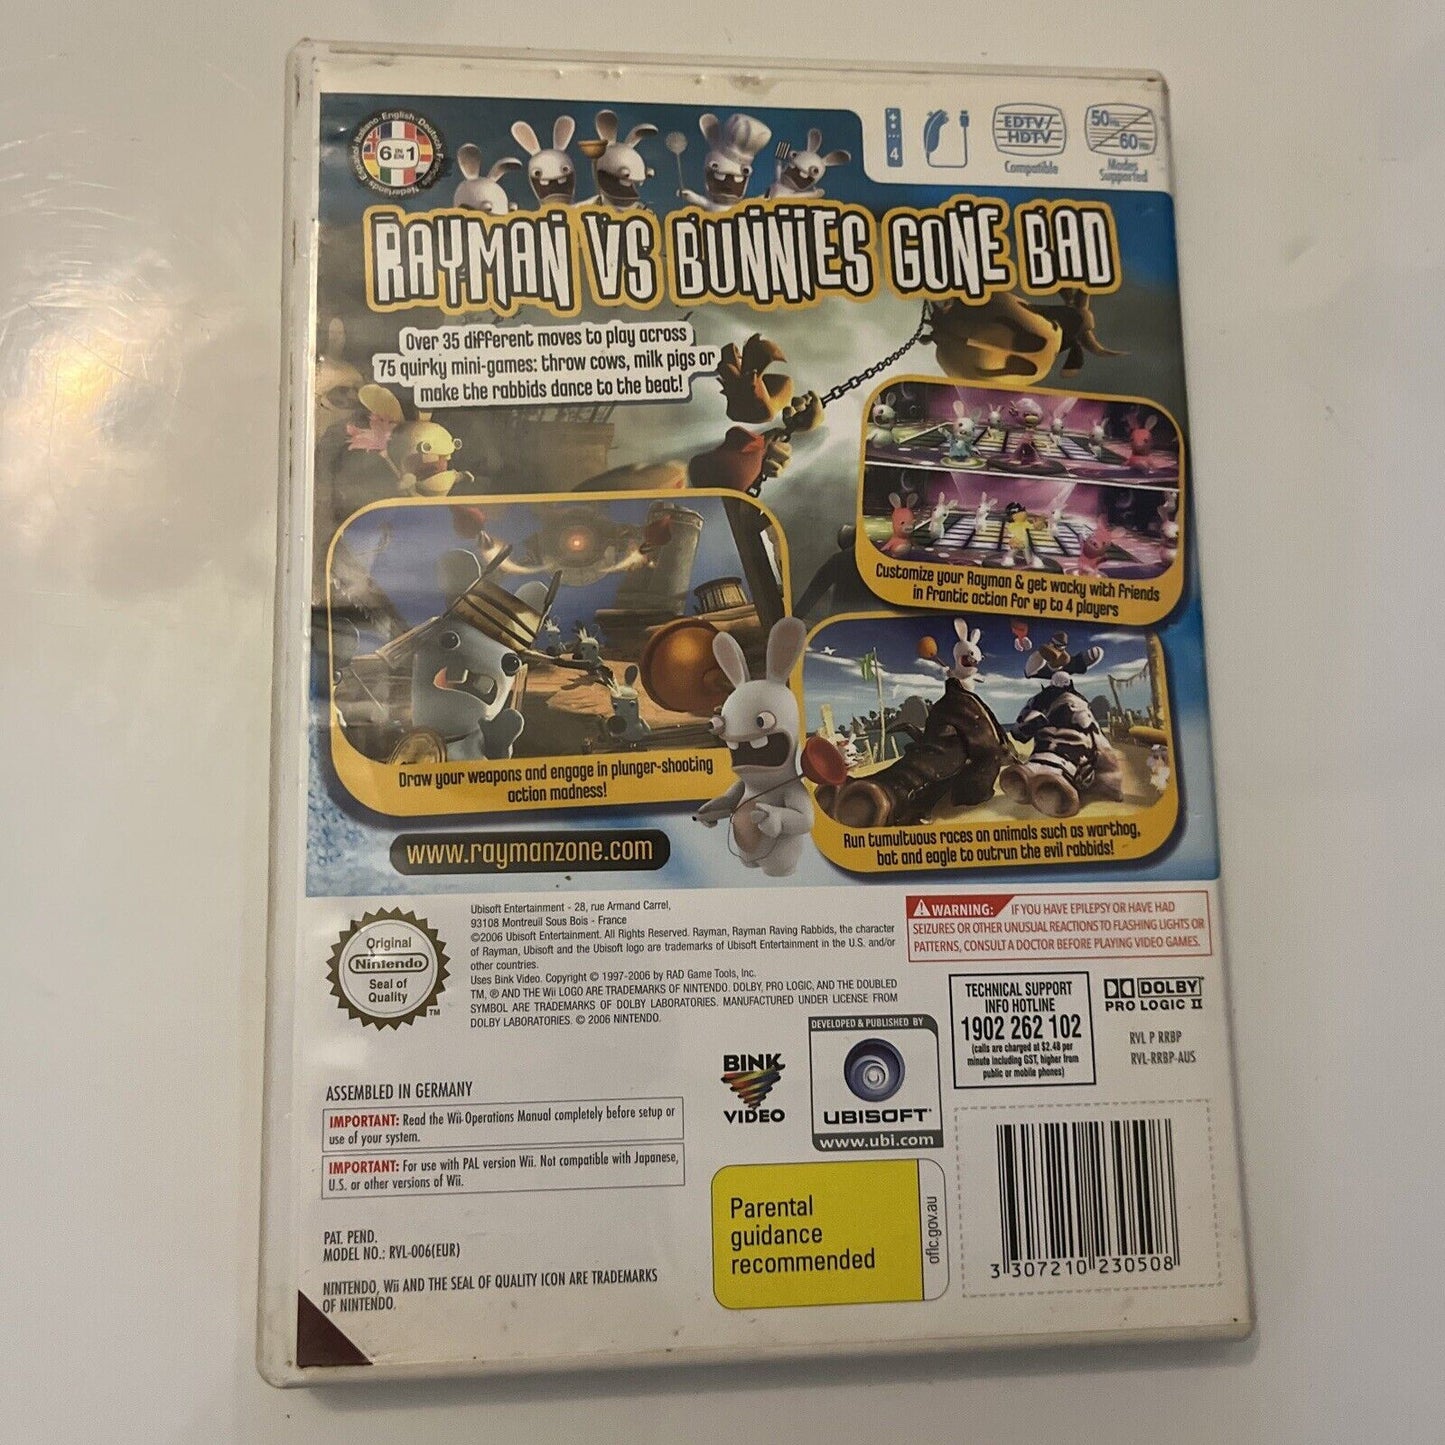 Italiano · English · Deutsch · Français
Español Nederlands
6 IN EN 1
4
EDTV/
HDTV
Compatible
50Hz
60Hz
Modes
Supported
RAYMAN VS BUNNIES GONE BAD
Over 35 different moves to play across
75 quirky mini-games: throw cows, milk pigs or
make the rabbids dance to the beat!
Customize your Rayman & get wacky with friends
in frantic action for up to 4 players
Draw your weapons and engage in plunger-shooting
action madness!
Run tumultuous races on animals such as warthog,
bat and eagle to outrun the evil rabbids!
www.raymanzone.com
Original
Nintendo
Seal of
Quality
TM
Ubisoft Entertainment - 28, rue Armand Carrel,
93108 Montreuil Sous Bois - France
©2006 Ubisoft Entertainment. All Rights Reserved. Rayman, Rayman Raving Rabbids, the character
of Rayman, Ubisoft and the Ubisoft logo are trademarks of Ubisoft Entertainment in the U.S. and/or
other countries.
Uses Bink Video. Copyright © 1997-2006 by RAD Game Tools, Inc.
TM, ® AND THE Wii LOGO ARE TRADEMARKS OF NINTENDO. DOLBY, PRO LOGIC, AND THE DOUBLED
SYMBOL ARE TRADEMARKS OF DOLBY LABORATORIES. MANUFACTURED UNDER LICENSE FROM
DOLBY LABORATORIES. © 2006 NINTENDO.
WARNING: IF YOU HAVE EPILEPSY OR HAVE HAD
SEIZURES OR OTHER UNUSUAL REACTIONS TO FLASHING LIGHTS OR
PATTERNS, CONSULT A DOCTOR BEFORE PLAYING VIDEO GAMES.
TECHNICAL SUPPORT
INFO HOTLINE
1902 262 102
(calls are charged at $2.48 per
minute including GST, higher from
public or mobile phones)
DOLBY
PRO LOGIC II
RVL P RRBP
RVL-RRBP-AUS
BINK
VIDEO
DEVELOPED & PUBLISHED BY
UBISOFT
www.ubi.com
ASSEMBLED IN GERMANY
IMPORTANT: Read the Wii Operations Manual completely before setup or
use of your system.
IMPORTANT: For use with PAL version Wii. Not compatible with Japanese,
U.S. or other versions of Wii.
PAT. PEND.
MODEL NO.: RVL-006(EUR)
NINTENDO, Wii AND THE SEAL OF QUALITY ICON ARE TRADEMARKS
OF NINTENDO.
Parental
guidance
recommended
oflc.gov.au
3 307210 230508